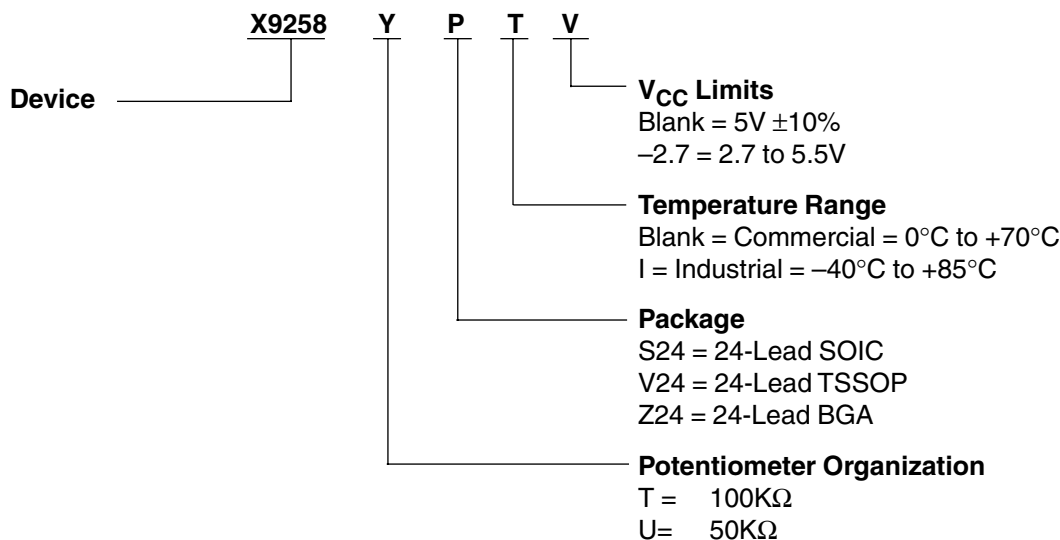 X9258 Y P T V
Device
VCC Limits
Blank = 5V ±10%
–2.7 = 2.7 to 5.5V
Temperature Range
Blank = Commercial = 0°C to +70°C
I = Industrial = –40°C to +85°C
Package
S24 = 24-Lead SOIC
V24 = 24-Lead TSSOP
Z24 = 24-Lead BGA
Potentiometer Organization
T = 100KΩ
U= 50KΩ